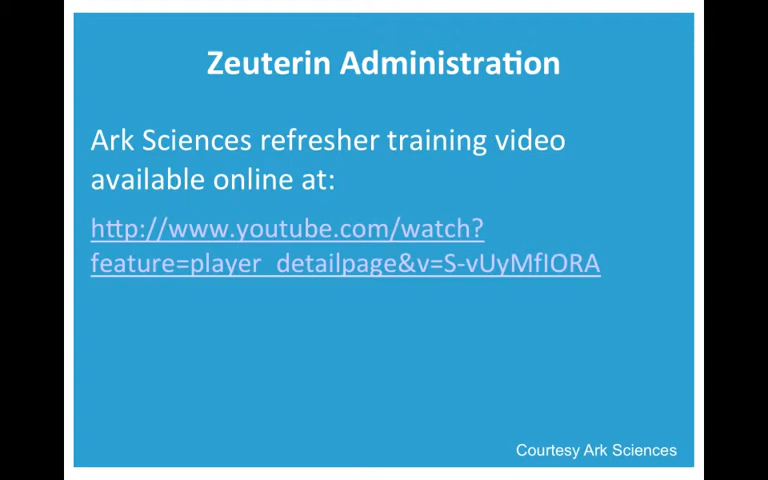 Zeuterin Administration
Ark Sciences refresher training video
available online at:
http://www.youtube.com/watch?
feature=player_detailpage&v=S-vUyMfIORA
Courtesy Ark Sciences